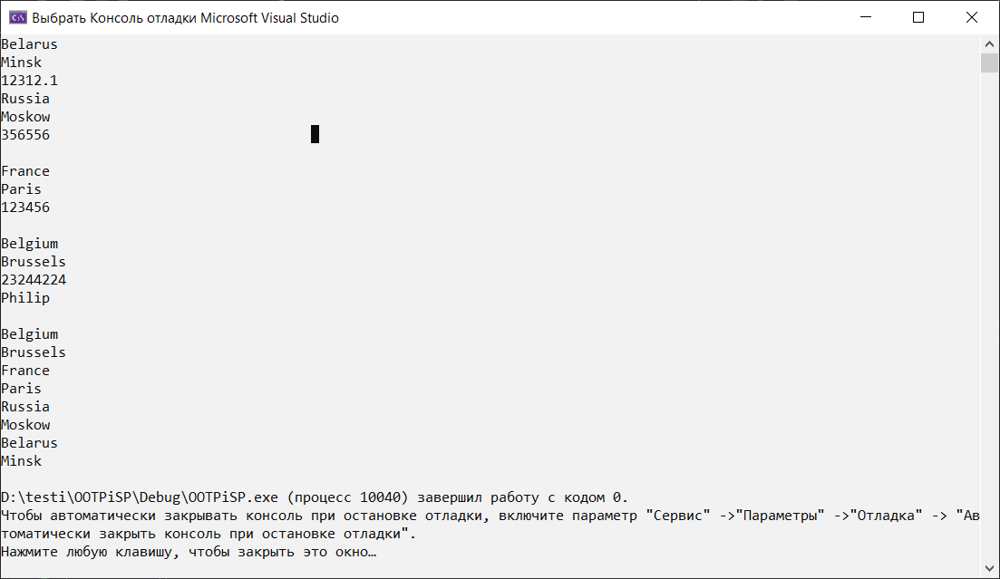 Выбрать Консоль отладки Microsoft Visual Studio
Belarus
Minsk
12312.1
Russia
Moskow
356556
France
Paris
123456
Belgium
Brussels
23244224
Philip
Belgium
Brussels
France
Paris
Russia
Moskow
Belarus
Minsk
D:\testi\OOTPiSP\Debug\OOTPiSP.exe (процесс 10040) завершил работу с кодом 0.
Чтобы автоматически закрывать консоль при остановке отладки, включите параметр "Сервис" ->"Параметры" ->"Отладка" -> "Ав
томатически закрыть консоль при остановке отладки".
Нажмите любую клавишу, чтобы закрыть это окно…